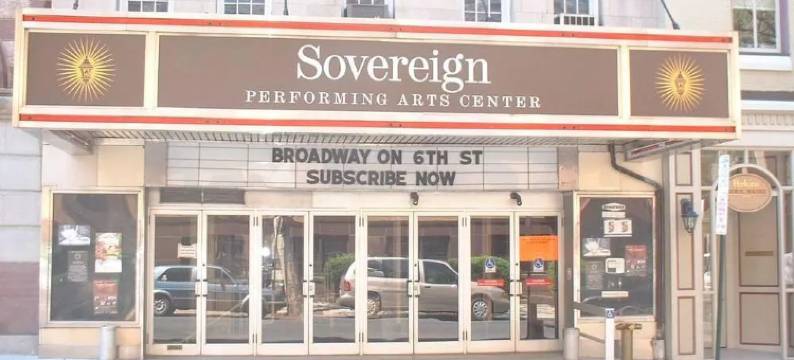 Sovereign
PERFORMING ARTS CENTER
BROADWAY ON 6TH ST
SUBSCRIBE NOW